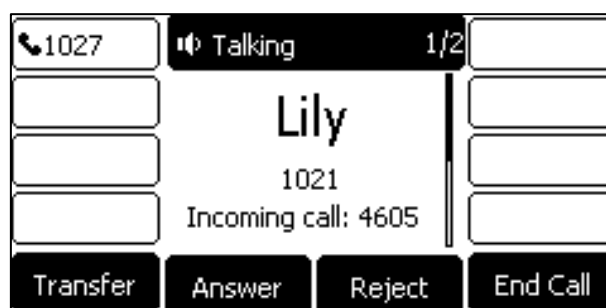 1027
Talking 1/2
Lily
1021
Incoming call: 4605
Transfer Answer Reject End Call